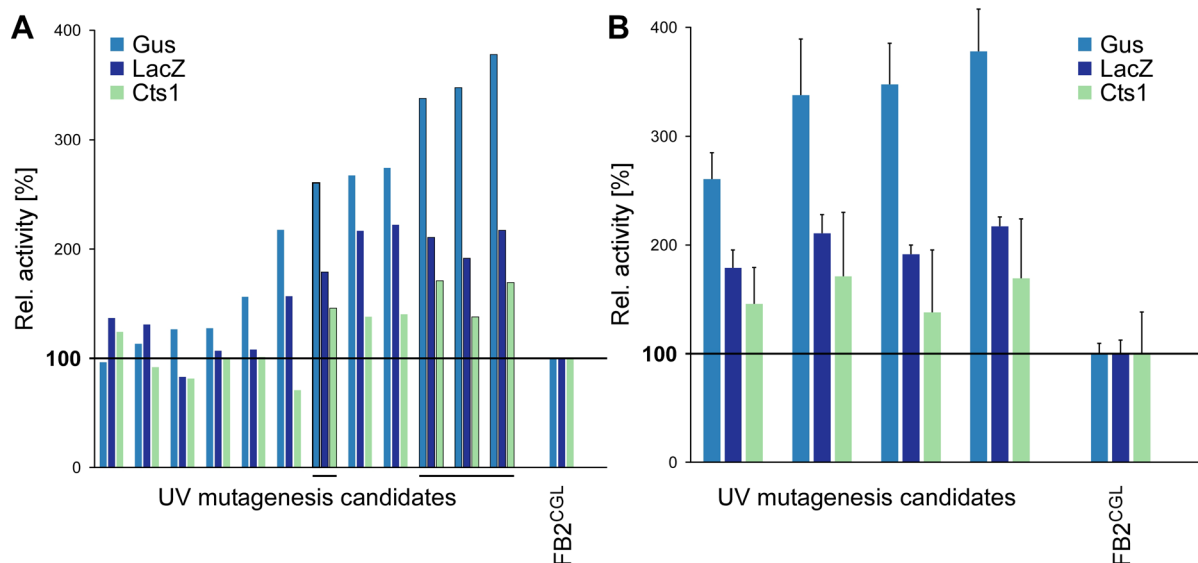 A
Rel. activity [%]
400
300
200
100
0
Gus
LacZ
Cts1
UV mutagenesis candidates
FB2CGL
B
Rel. activity [%]
400
300
200
100
0
Gus
LacZ
Cts1
UV mutagenesis candidates
FB2CGL